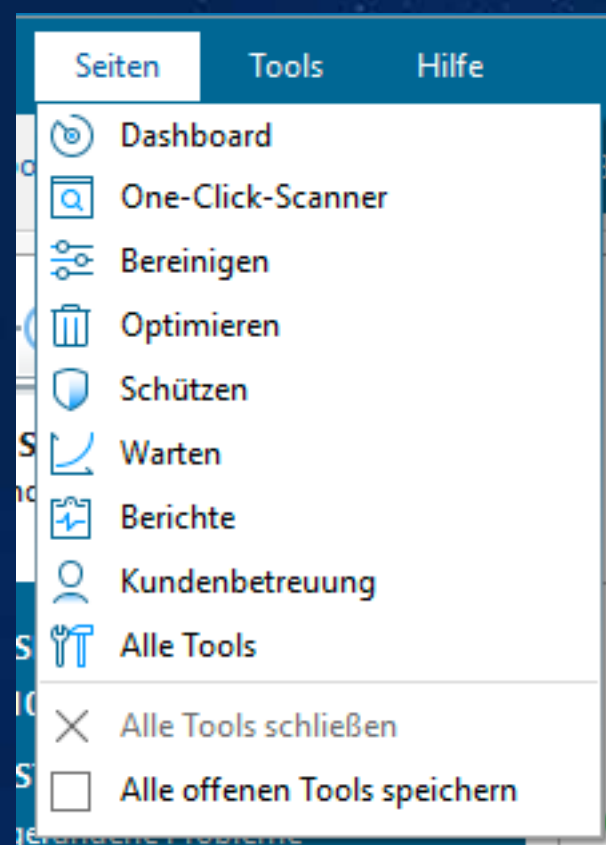 Seiten Tools Hilfe
Dashboard
One-Click-Scanner
Bereinigen
Optimieren
Schützen
Warten
Berichte
Kundenbetreuung
Alle Tools
Alle Tools schließen
Alle offenen Tools speichern